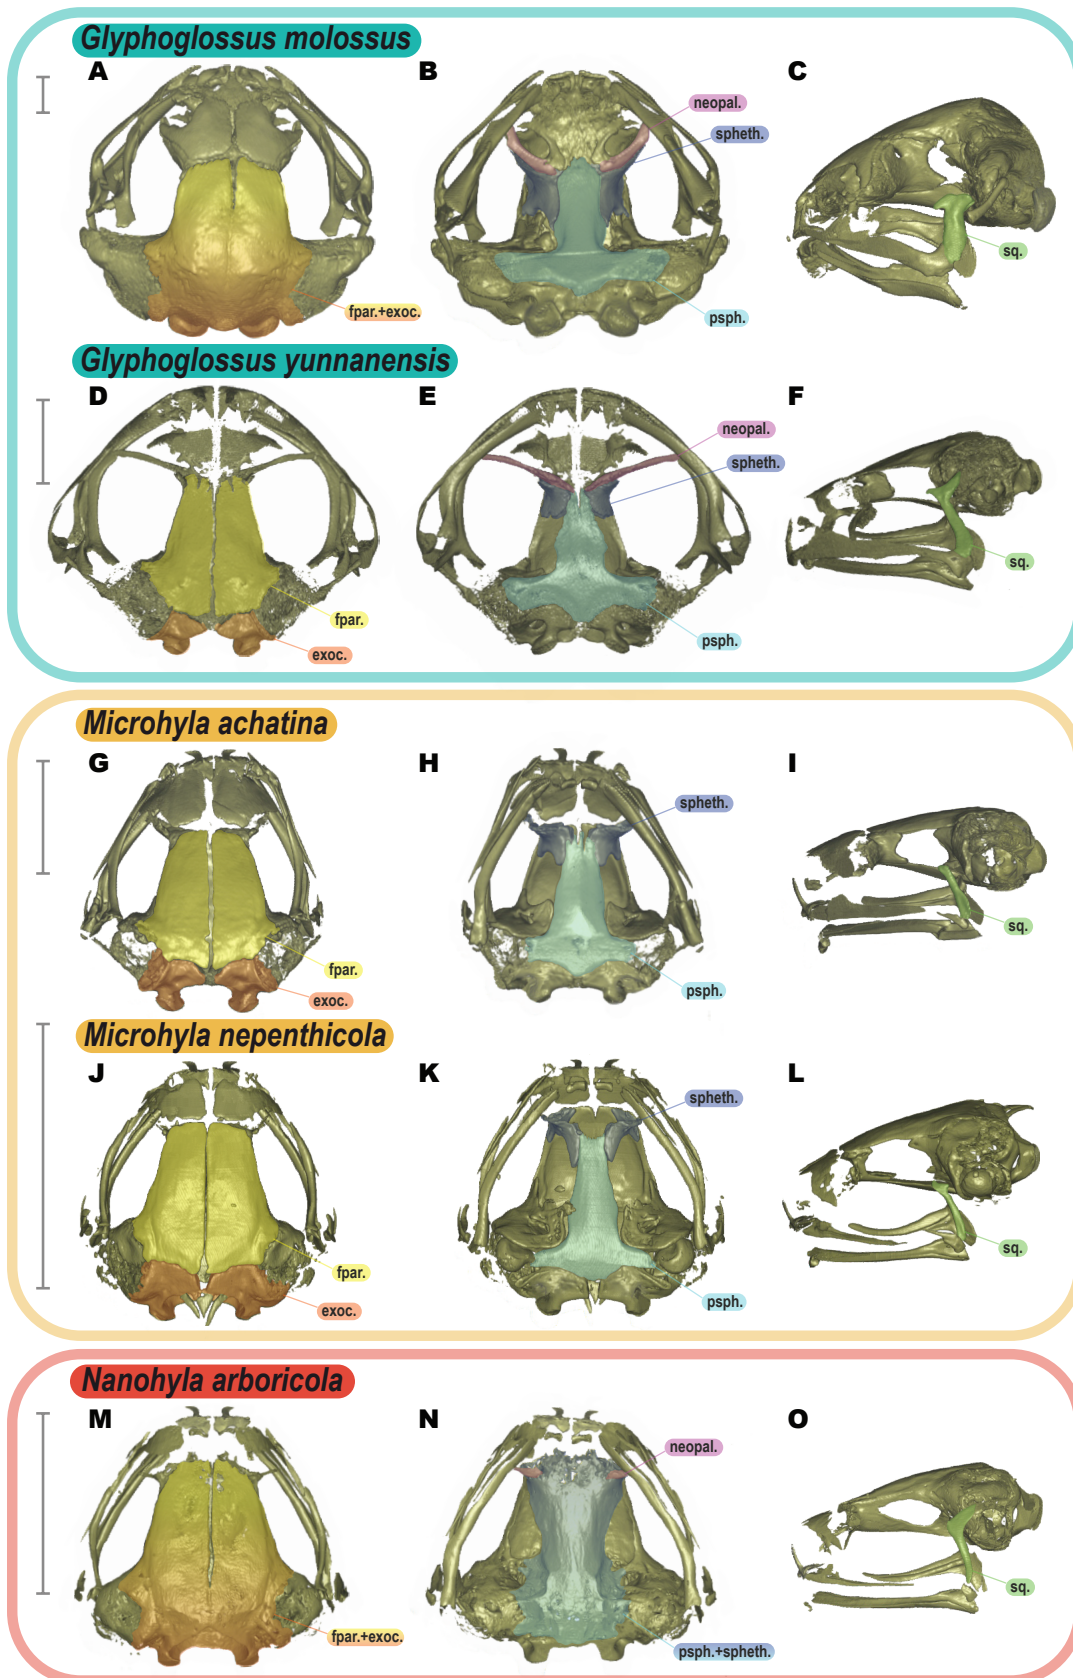 Glyphoglossus molossus
A
B
C
neopal.
spheth.
sq.
fpar.+exoc.
psph.
Glyphoglossus yunnanensis
D
E
F
neopal.
spheth.
sq.
fpar.
psph.
exoc.
Microhyla achatina
G
H
I
spheth.
sq.
fpar.
psph.
exoc.
Microhyla nepenthicola
J
K
L
spheth.
sq.
fpar.
psph.
exoc.
Nanohyla arboricola
M
N
O
neopal.
sq.
fpar.+exoc.
psph.+spheth.